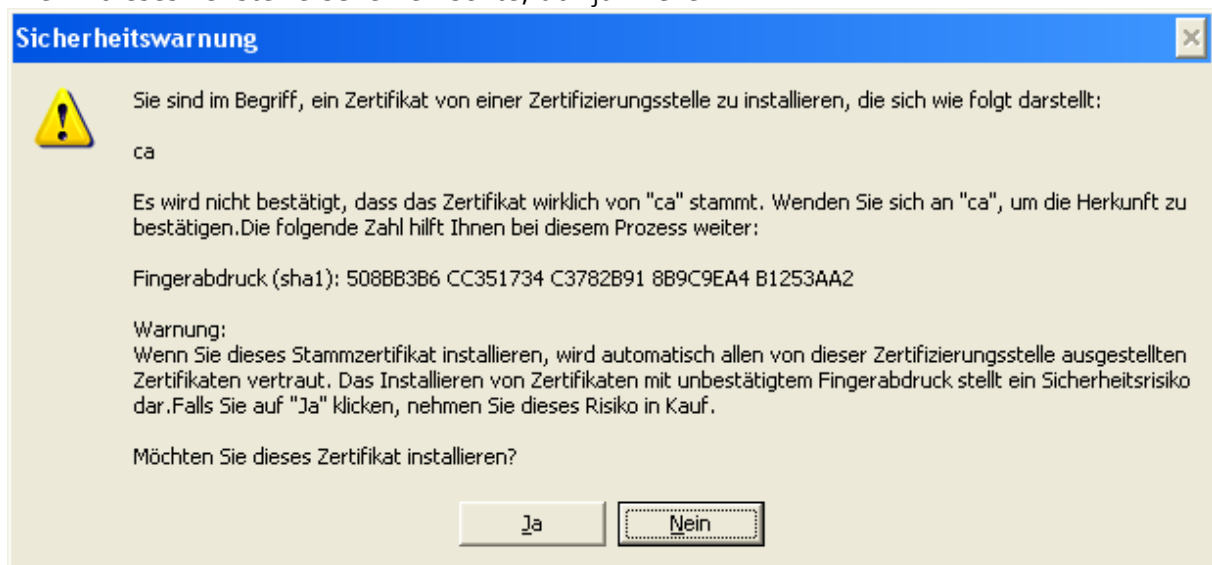 Sicherheitswarnung
Sie sind im Begriff, ein Zertifikat von einer Zertifizierungsstelle zu installieren, die sich wie folgt darstellt:
ca
Es wird nicht bestätigt, dass das Zertifikat wirklich von "ca" stammt. Wenden Sie sich an "ca", um die Herkunft zu
bestätigen.Die folgende Zahl hilft Ihnen bei diesem Prozess weiter:
Fingerabdruck (sha1): 508BB3B6 CC351734 C3782B91 8B9C9EA4 B1253AA2
Warnung:
Wenn Sie dieses Stammzertifikat installieren, wird automatisch allen von dieser Zertifizierungsstelle ausgestellten
Zertifikaten vertraut. Das Installieren von Zertifikaten mit unbestätigtem Fingerabdruck stellt ein Sicherheitsrisiko
dar.Falls Sie auf "Ja" klicken, nehmen Sie dieses Risiko in Kauf.
Möchten Sie dieses Zertifikat installieren?
Ja Nein